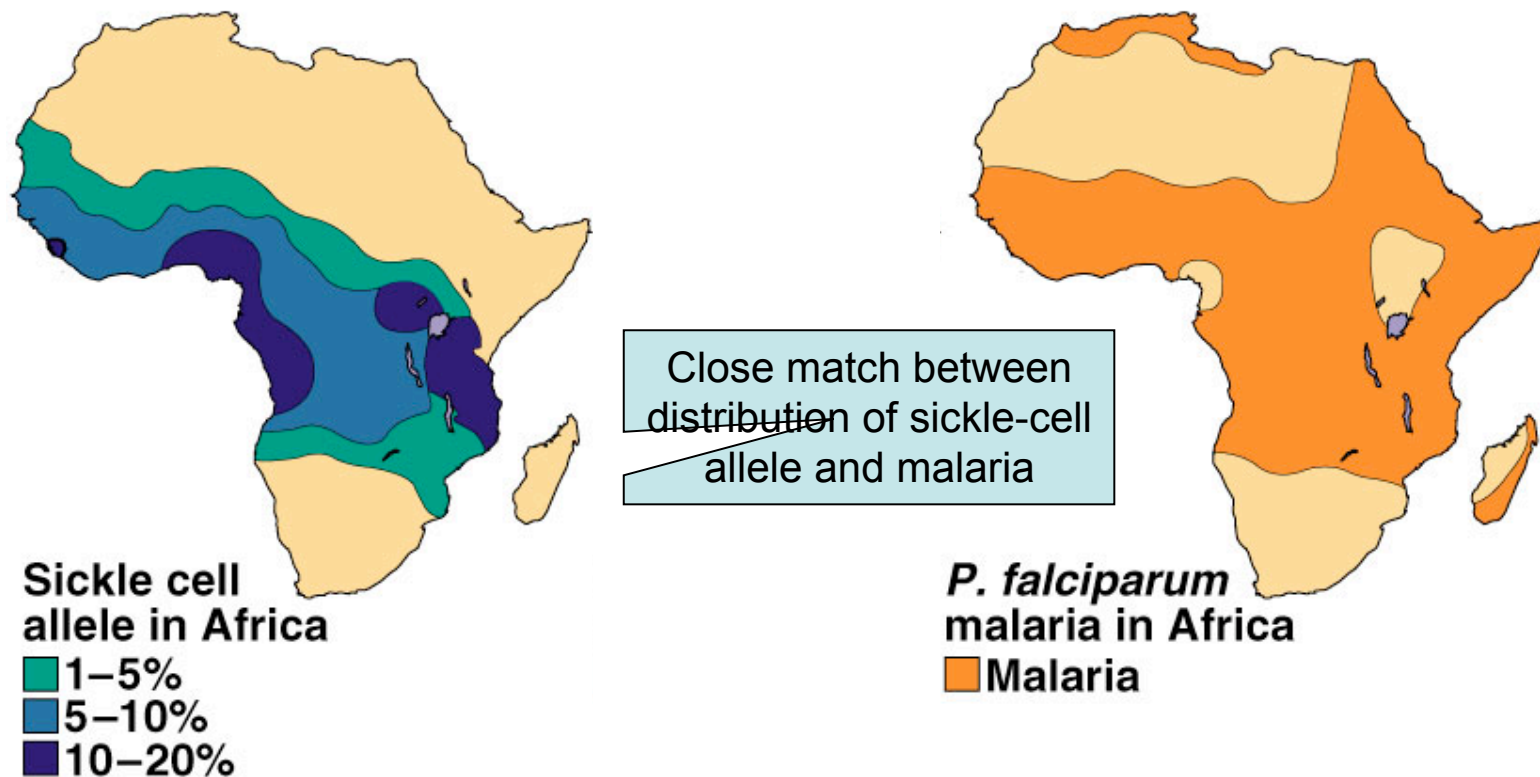 Close match between
distribution of sickle-cell
allele and malaria
Sickle cell
allele in Africa
1–5%
5–10%
10–20%
P. falciparum
malaria in Africa
Malaria